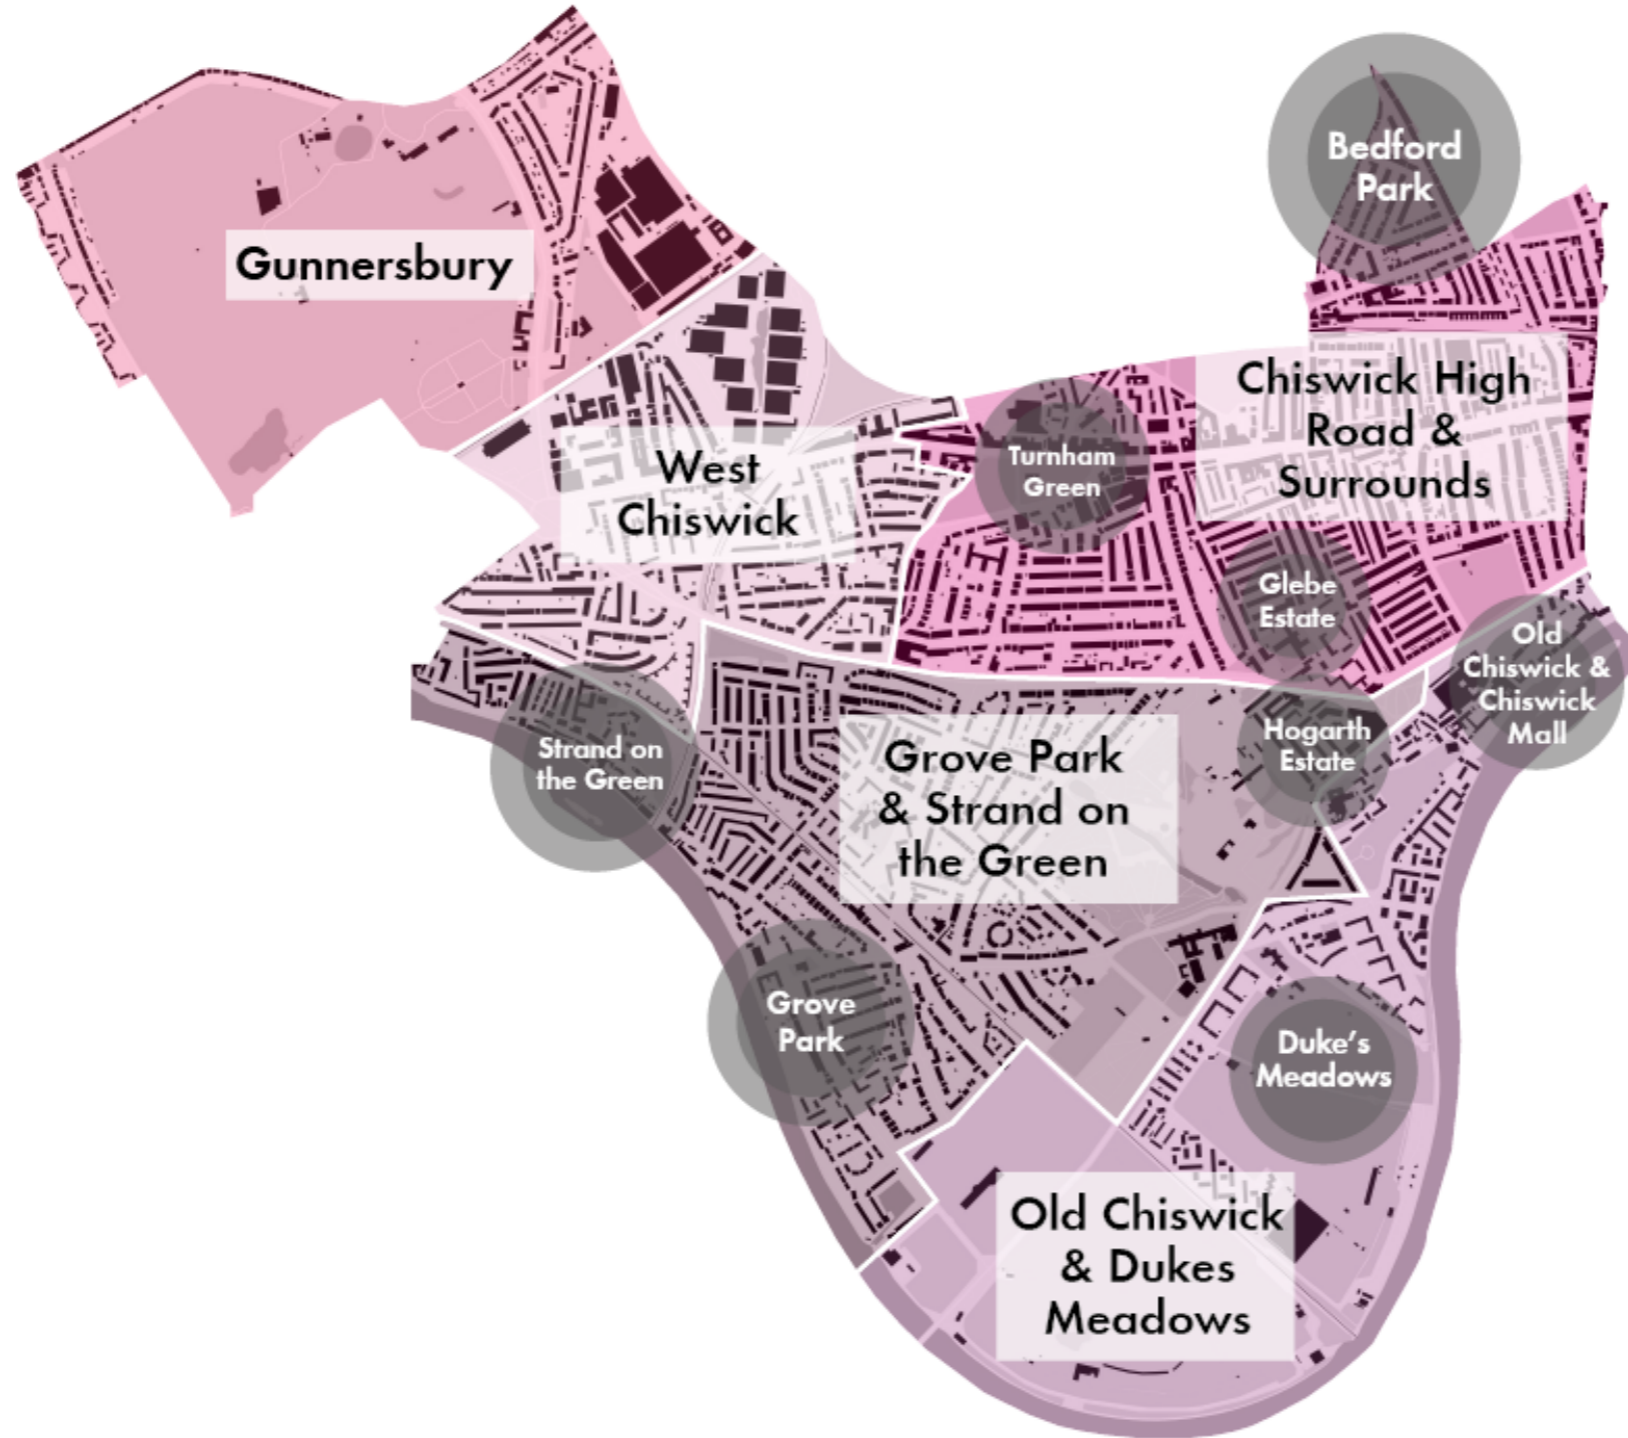 Bedford
Park
Gunnersbury
Chiswick High
Road &
Surrounds
West
Chiswick
Turnham
Green
Glebe
Estate
Old
Chiswick &
Chiswick
Mall
Hogarth
Estate
Strand on
the Green
Grove Park
& Strand on
the Green
Grove
Park
Duke's
Meadows
Old Chiswick
& Dukes
Meadows